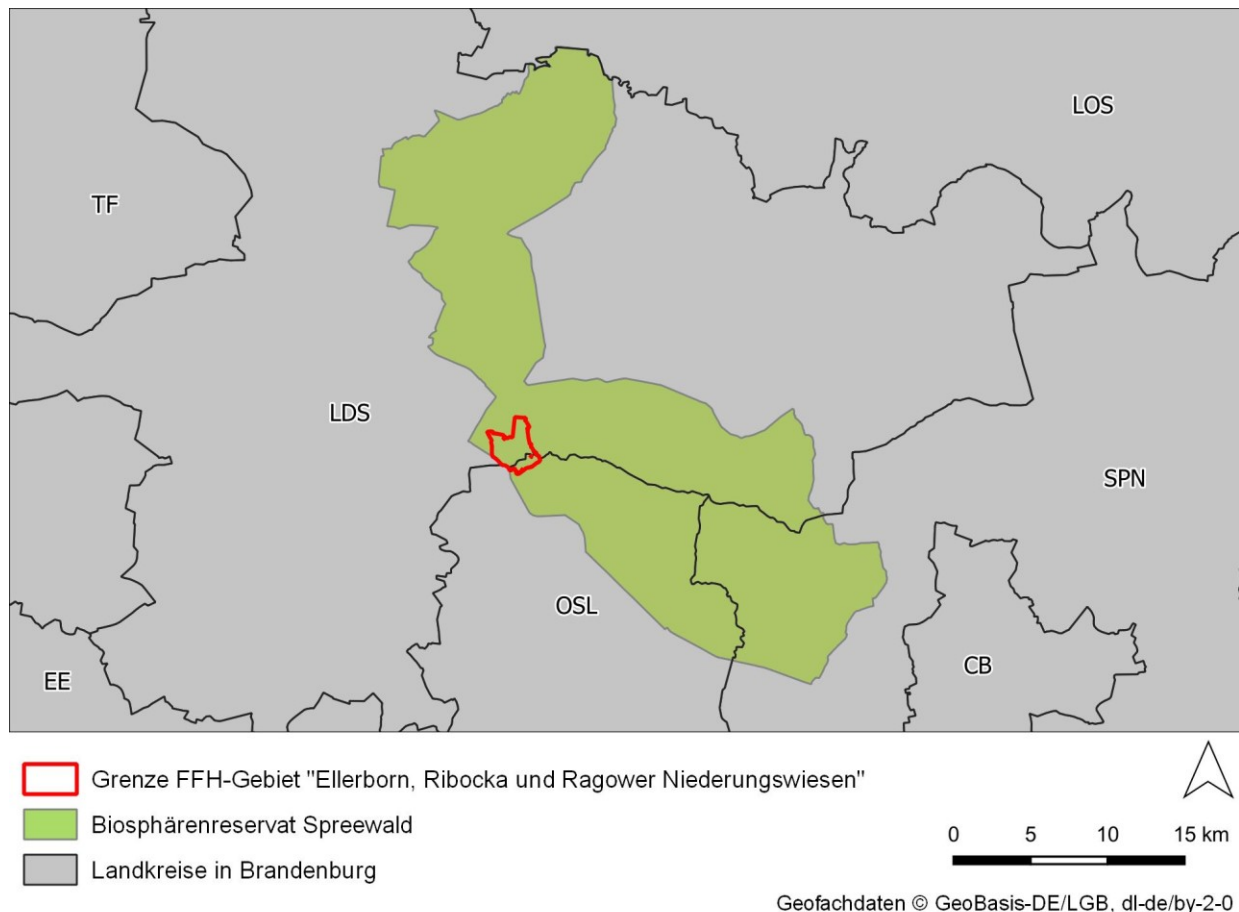 LOS
TF
LDS
SPN
OSL
CB
EE
Grenze FFH-Gebiet "Ellerborn, Ribocka und Ragower Niederungswiesen"
Biosphärenreservat Spreewald
Landkreise in Brandenburg
0 5 10 15 km
Geofachdaten © GeoBasis-DE/LGB, dl-de/by-2-0